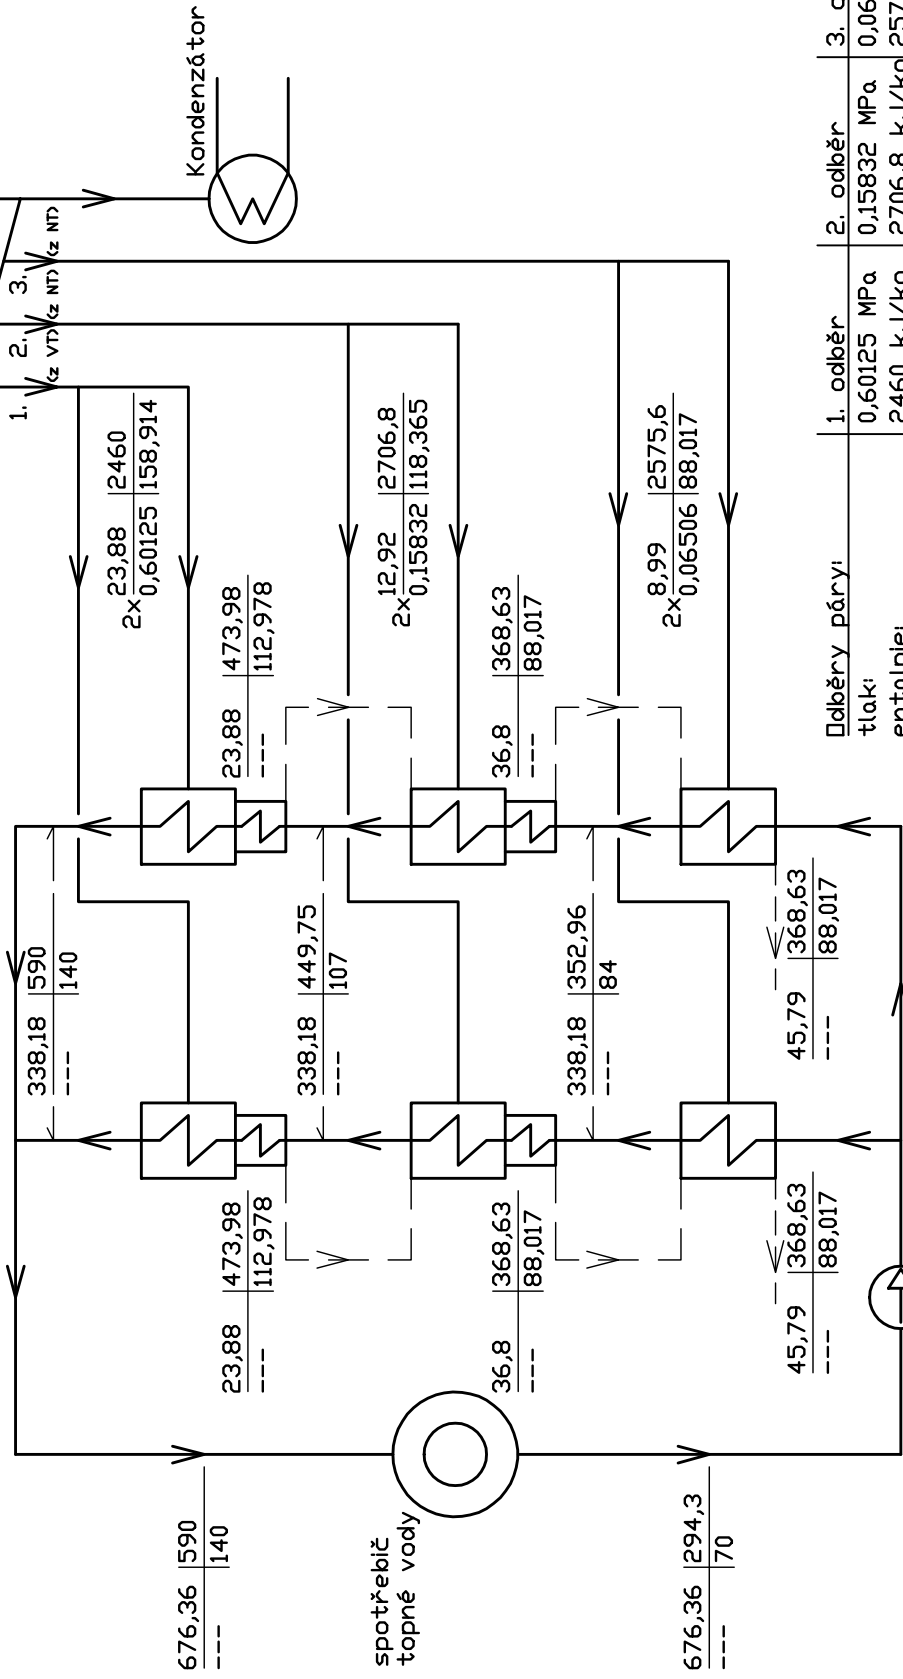 Kondenzátor
1.
2.
3.
(z VT)
(z NT)
(z NT)
2x
23,88 2460
0,60125 158,914
2x
12,92 2706,8
0,15832 118,365
2x
8,99 2575,6
0,06506 88,017
23,88 473,98
--- 112,978
36,8 368,63
--- 88,017
338,18 590
---- 140
338,18 449,75
---- 107
338,18 352,96
---- 84
45,79 368,63
---- 88,017
23,88 473,98
---- 112,978
36,8 368,63
---- 88,017
45,79 368,63
---- 88,017
676,36 590
---- 140
spotřebič
topné vody
676,36 294,3
---- 70
Odběry páry: 1. odběr 2. odběr 3.
tlak: 0,60125 MPa 0,15832 MPa
entalpie: 2460 kJ/kg 2706,8 kJ/kg